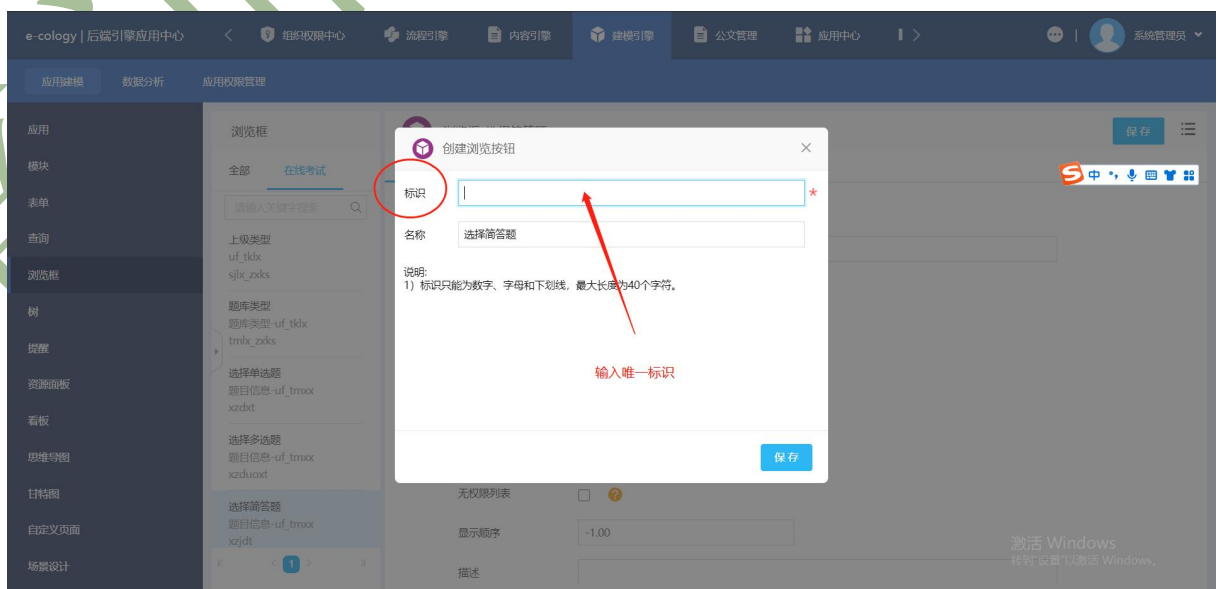 e-cology | 后端引擎应用中心
组织权限中心
流程引擎
内容引擎
建模引擎
公文管理
应用中心
系统管理员
应用建模
数据分析
应用权限管理
应用
模块
表单
查询
浏览框
树
提醒
资源面板
看板
思维导图
甘特图
自定义页面
场景设计
浏览框
全部
在线考试
请输入关键字搜索
上级类型
uf_tklx
sjlx_zxks
题库类型
题库类型-uf_tklx
tmlx_zxks
选择单选题
题目信息-uf_tmxx
xzdxt
选择多选题
题目信息-uf_tmxx
xzduoxt
选择简答题
题目信息-uf_tmxx
xzjdt
1
保存
中
创建浏览按钮
标识
*
名称
选择简答题
说明:
1）标识只能为数字、字母和下划线，最大长度为40个字符。
输入唯一标识
保存
无权限列表
显示顺序
-1.00
描述
激活 Windows
转到"设置"以激活 Windows。